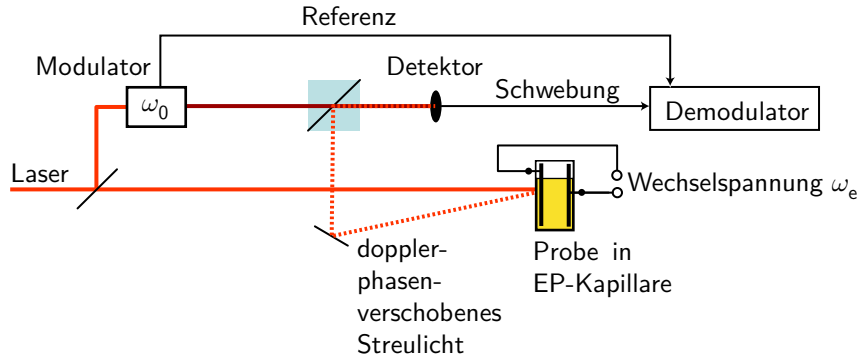 Referenz
Modulator
Detektor
ω₀
Schwebung
Demodulator
Laser
Wechselspannung ωₑ
doppler-
phasen-
verschobenes
Streulicht
Probe in
EP-Kapillare